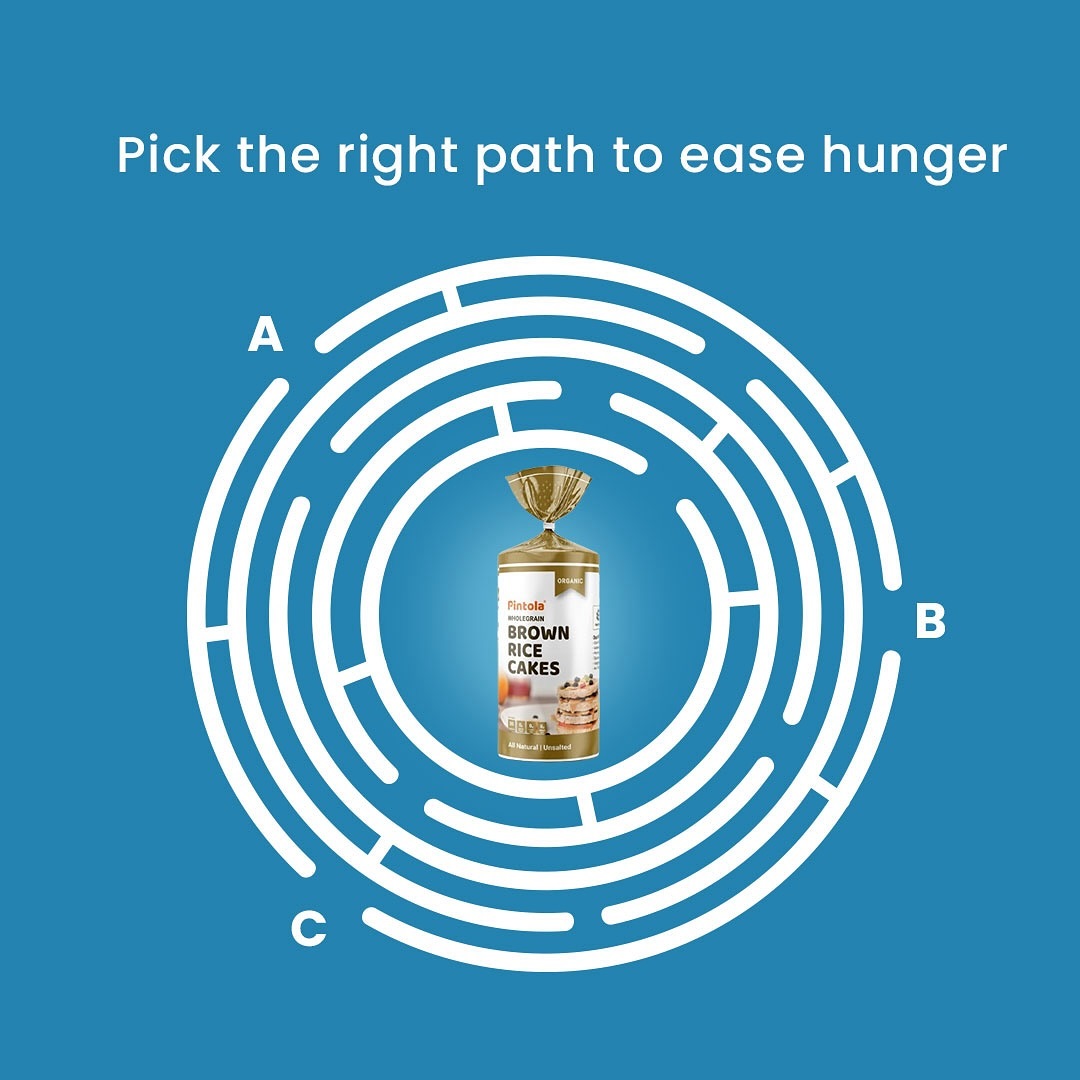 Pick the right path to ease hunger
A
B
C
ORGANIC
Pintola
WHOLEGRAIN
BROWN
RICE
CAKES
All Natural | Unsalted